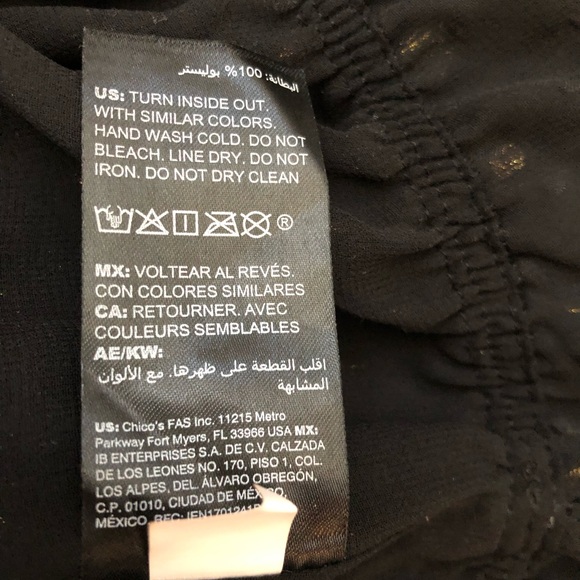 البطانة: 100% بوليستر
US: TURN INSIDE OUT.
WITH SIMILAR COLORS.
HAND WASH COLD. DO NOT
BLEACH. LINE DRY. DO NOT
IRON. DO NOT DRY CLEAN
®
MX: VOLTEAR AL REVÉS.
CON COLORES SIMILARES
CA: RETOURNER. AVEC
COULEURS SEMBLABLES
AE/KW:
اقلب القطعة على ظهرها. مع الألوان
المشابهة
US: Chico's FAS Inc. 11215 Metro
Parkway Fort Myers, FL 33966 USA MX:
IB ENTERPRISES S.A. DE C.V. CALZADA
DE LOS LEONES NO. 170, PISO 1, COL.
LOS ALPES, DEL. ÁLVARO OBREGÓN,
C.P. 01010, CIUDAD DE MÉXICO,
MÉXICO